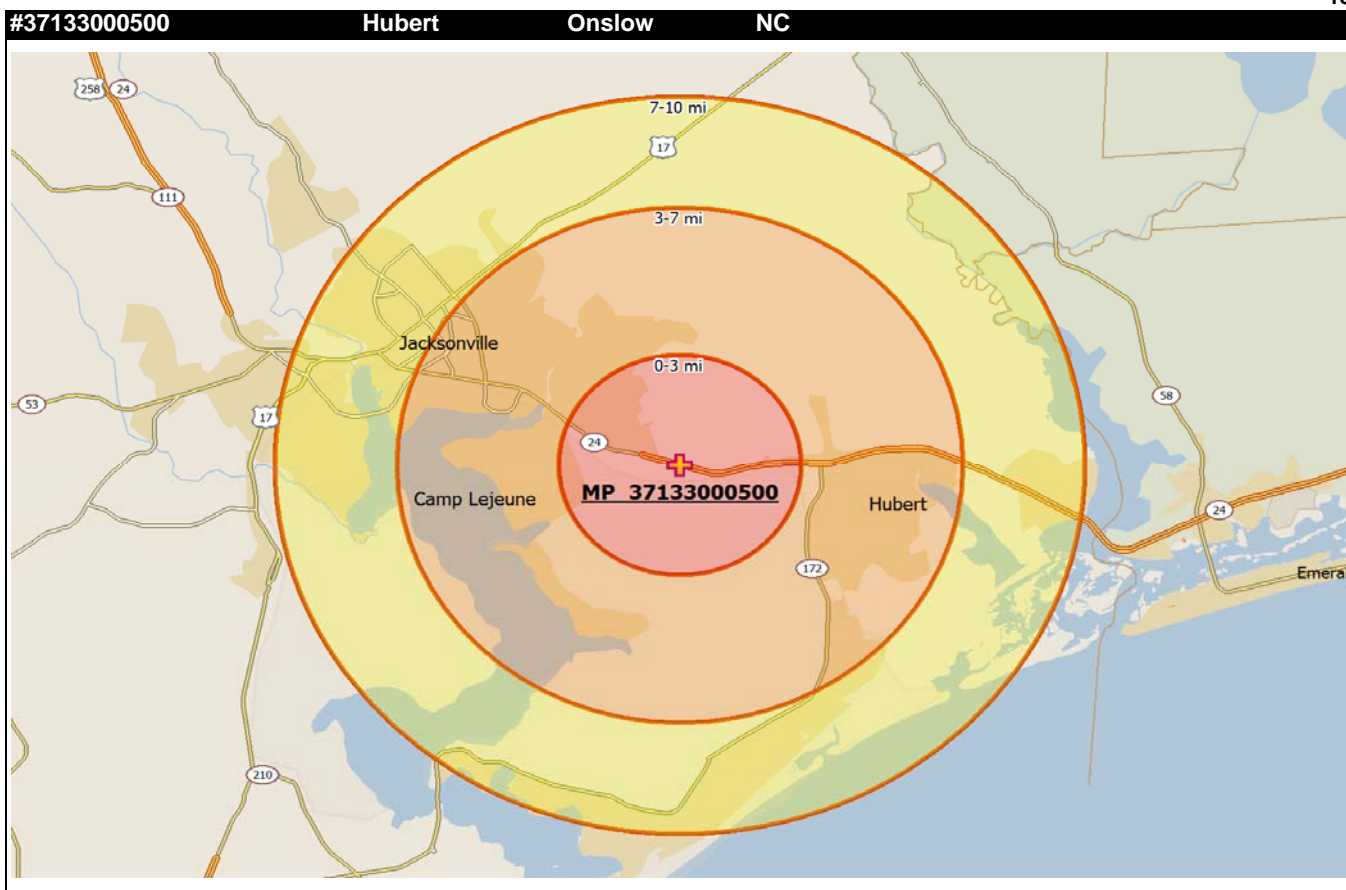 #37133000500 Hubert Onslow NC
7-10 mi
258 24
17
111
3-7 mi
Jacksonville
0-3 mi
53
17
58
24
MP 37133000500
Camp Lejeune
Hubert
24
172
Emera
210